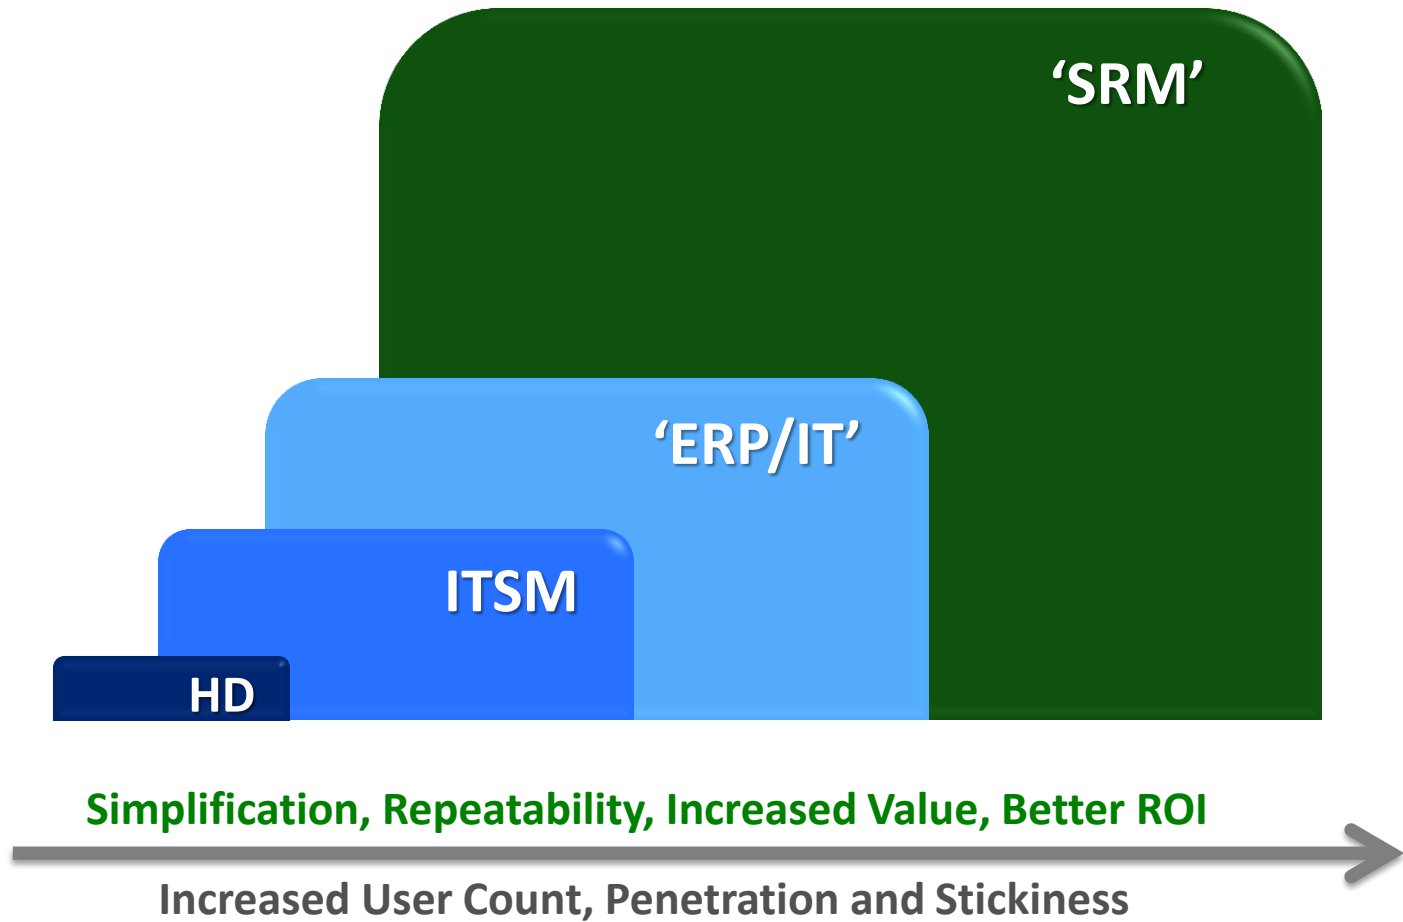 ‘SRM’
‘ERP/IT’
ITSM
HD
Simplification, Repeatability, Increased Value, Better ROI
Increased User Count, Penetration and Stickiness